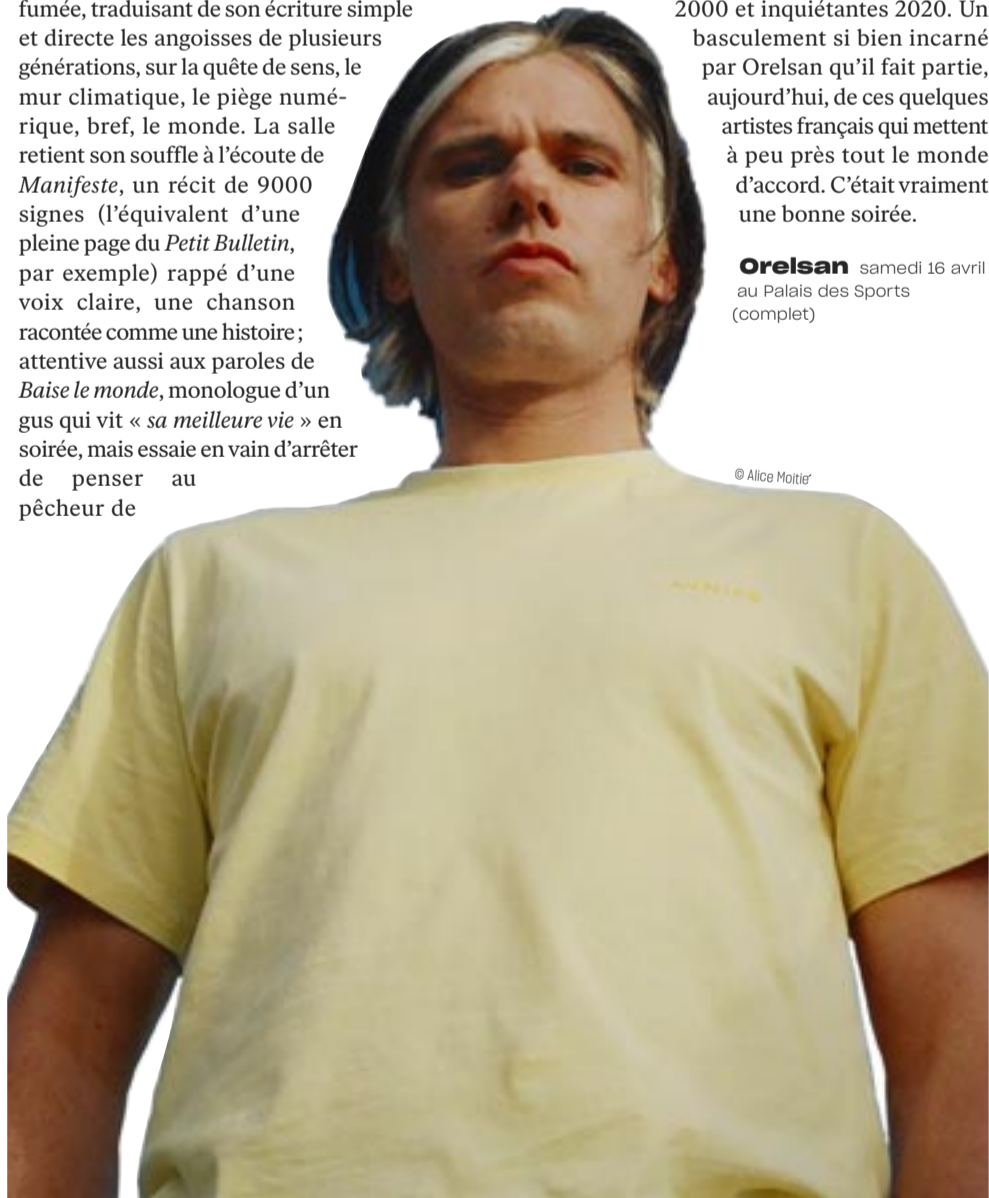 fumée, traduisant de son écriture simple
et directe les angoisses de plusieurs
générations, sur la quête de sens, le
mur climatique, le piège numé-
rique, bref, le monde. La salle
retient son souffle à l’écoute de
Manifeste, un récit de 9000
signes (l’équivalent d’une
pleine page du Petit Bulletin,
par exemple) rappé d’une
voix claire, une chanson
racontée comme une histoire ;
attentive aussi aux paroles de
Baise le monde, monologue d’un
gus qui vit « sa meilleure vie » en
soirée, mais essaie en vain d’arrêter
de penser au
pêcheur de
2000 et inquiétantes 2020. Un
basculement si bien incarné
par Orelsan qu’il fait partie,
aujourd’hui, de ces quelques
artistes français qui mettent
à peu près tout le monde
d’accord. C’était vraiment
une bonne soirée.
Orelsan samedi 16 avril
au Palais des Sports
(complet)
© Alice Moitie´